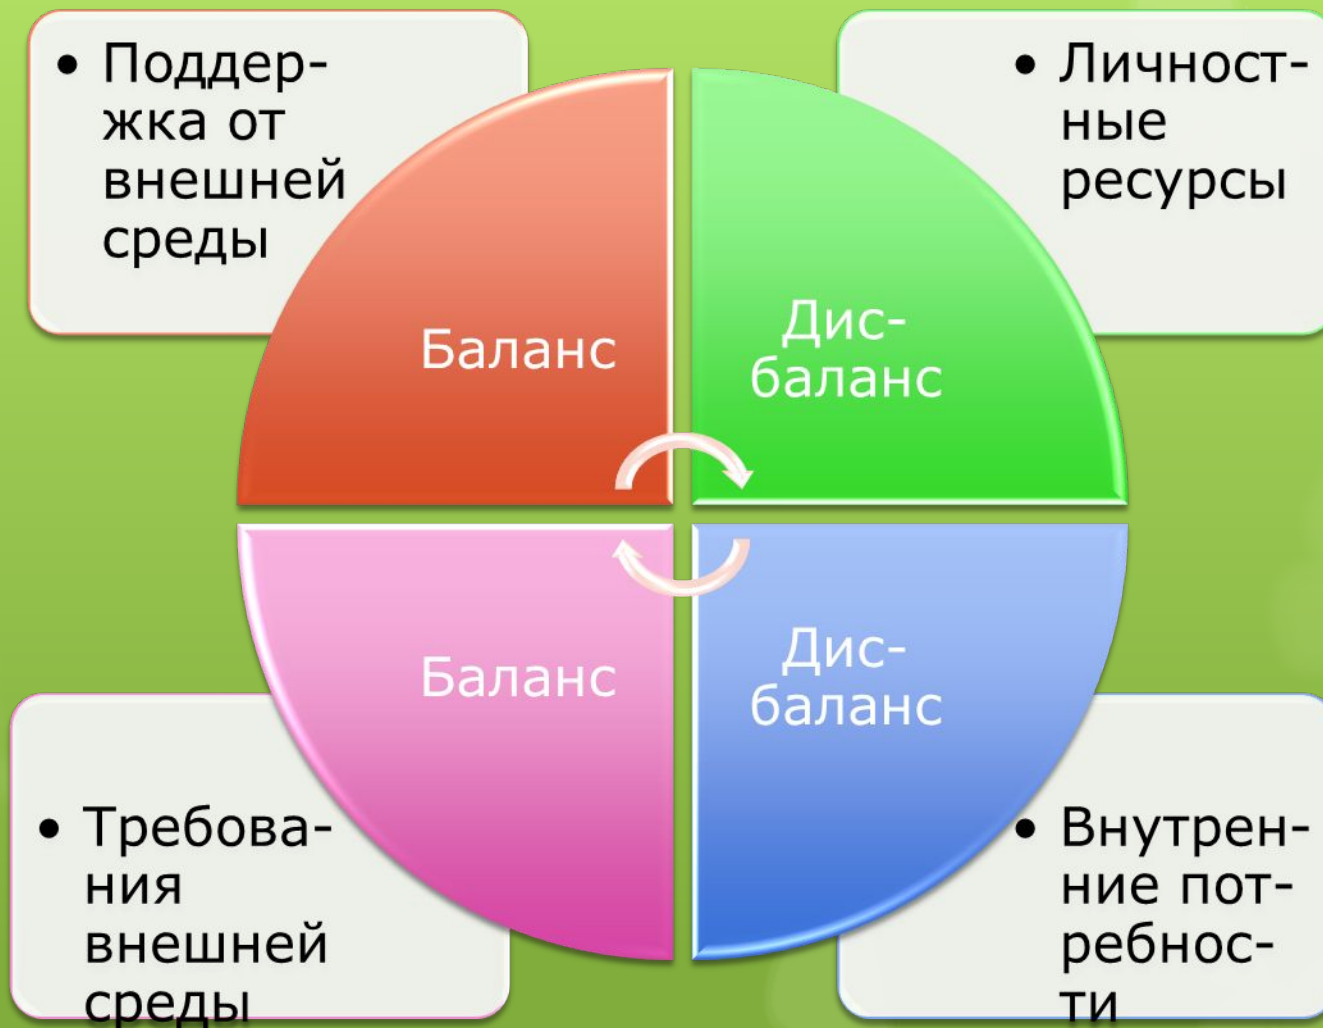 • Поддер-
жка от
внешней
среды
• Личност-
ные
ресурсы
Баланс
Дис-
баланс
Баланс
Дис-
баланс
• Требова-
ния
внешней
среды
• Внутрен-
ние пот-
ребнос-
ти